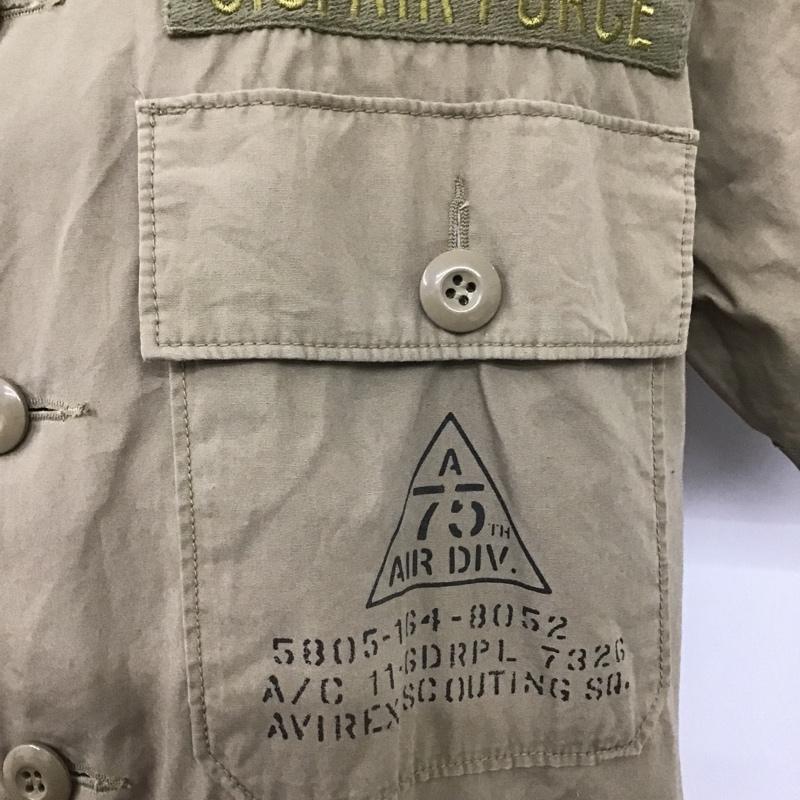 U.S. AIR FORCE
A
75TH
AIR DIV.
5805-164-8052
A/C 11-6DRPL 7326
AVIREX SCOUTING SQ.